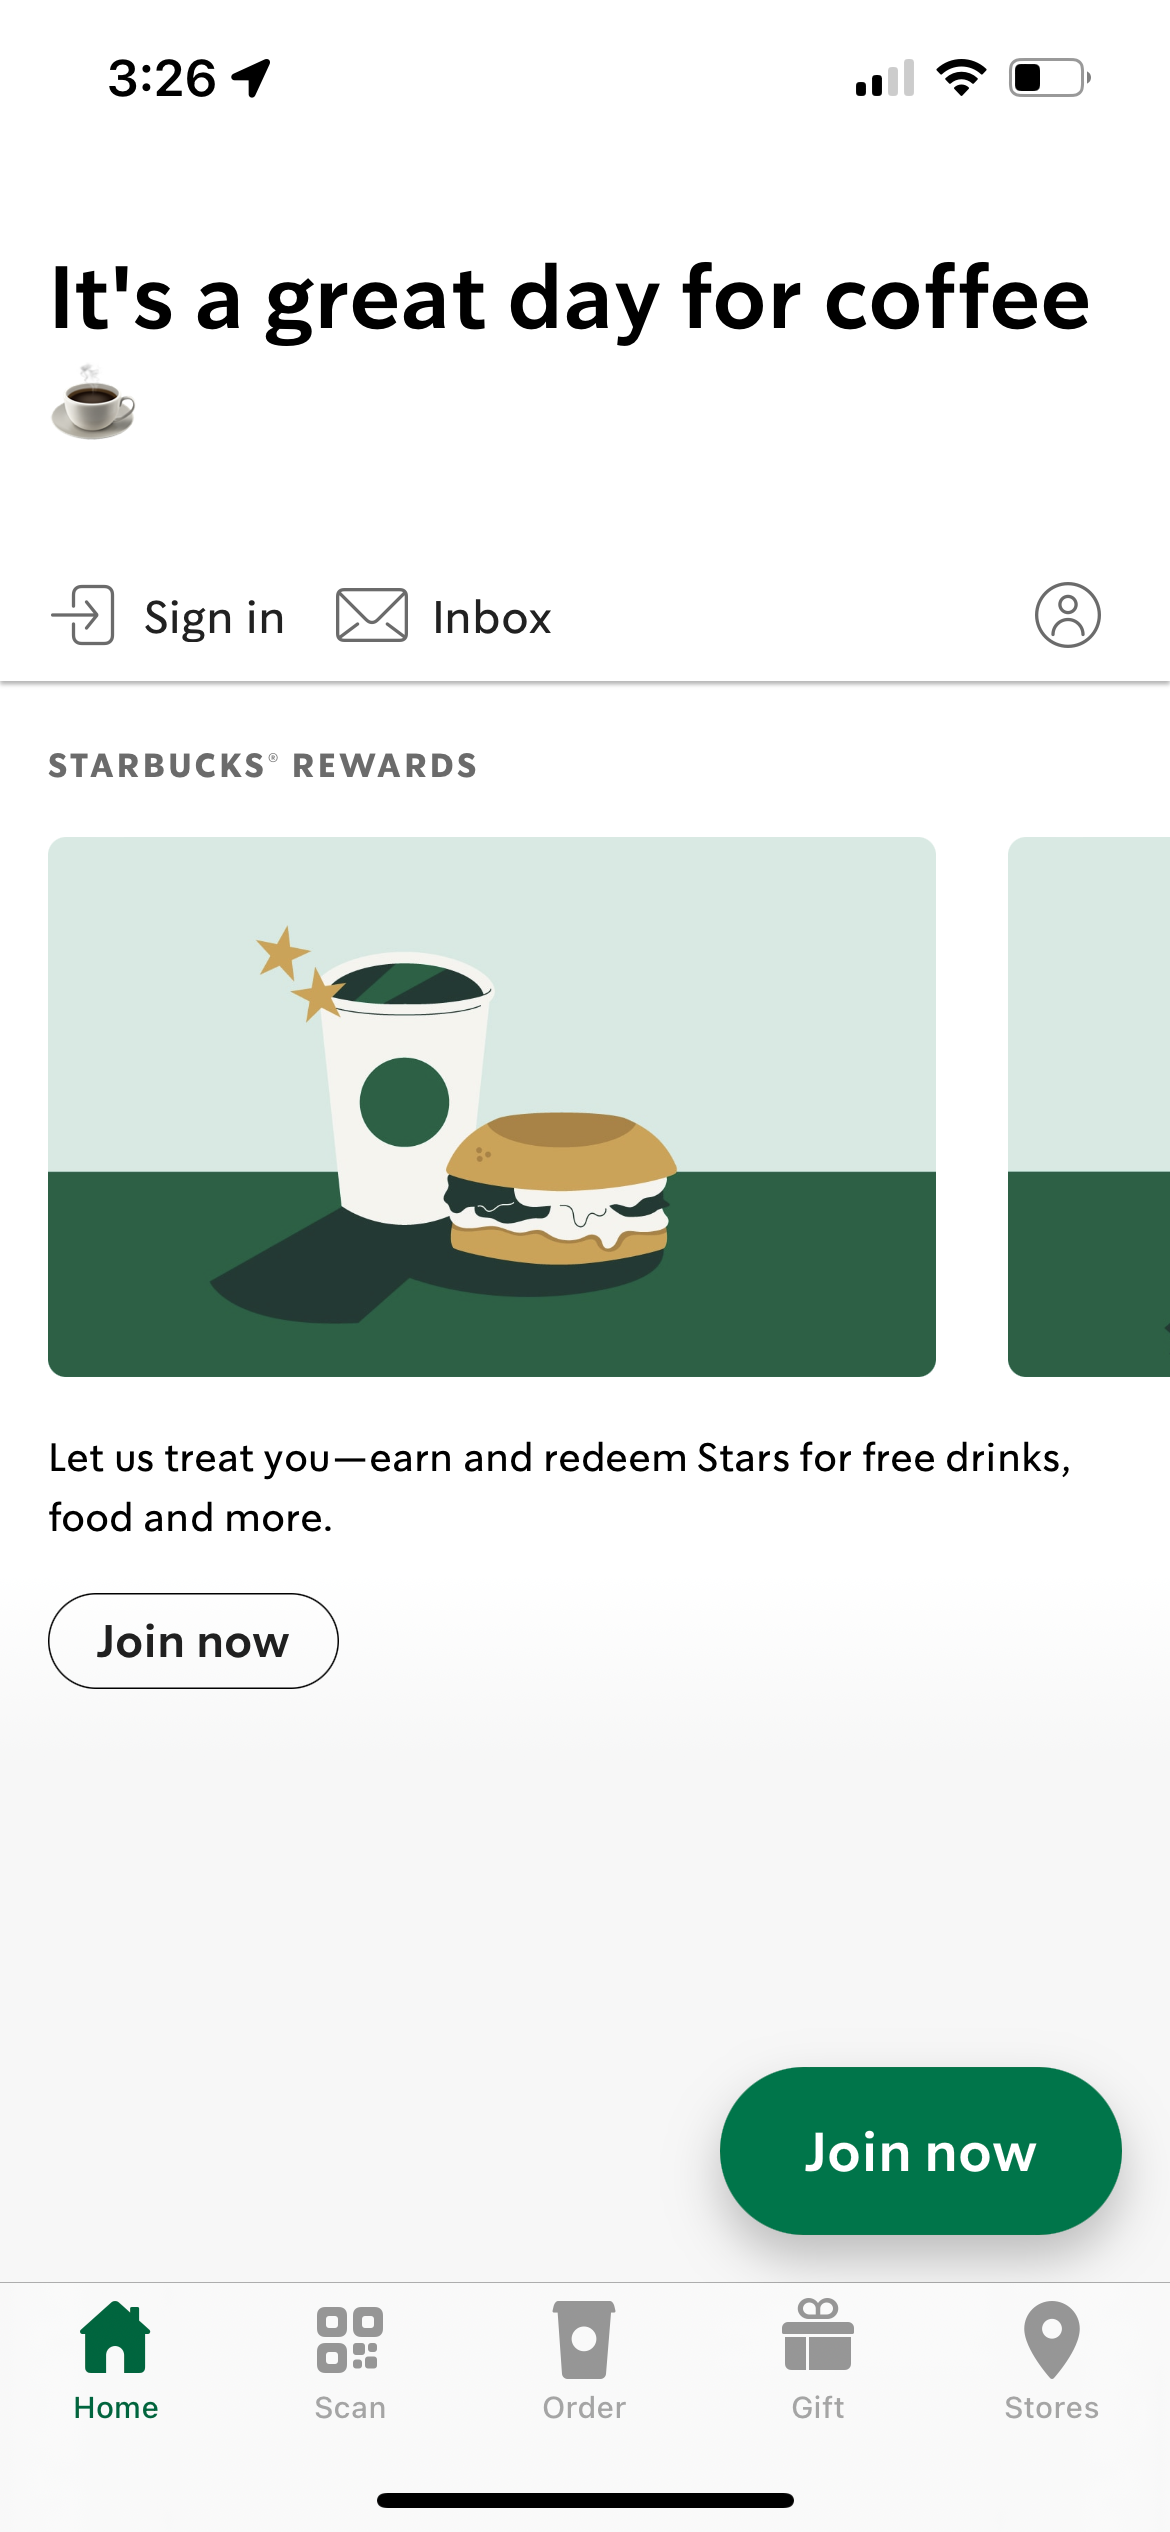 3:26
It's a great day for coffee
☕
Sign in
Inbox
STARBUCKS® REWARDS
Let us treat you—earn and redeem Stars for free drinks,
food and more.
Join now
Join now
Home
Scan
Order
Gift
Stores